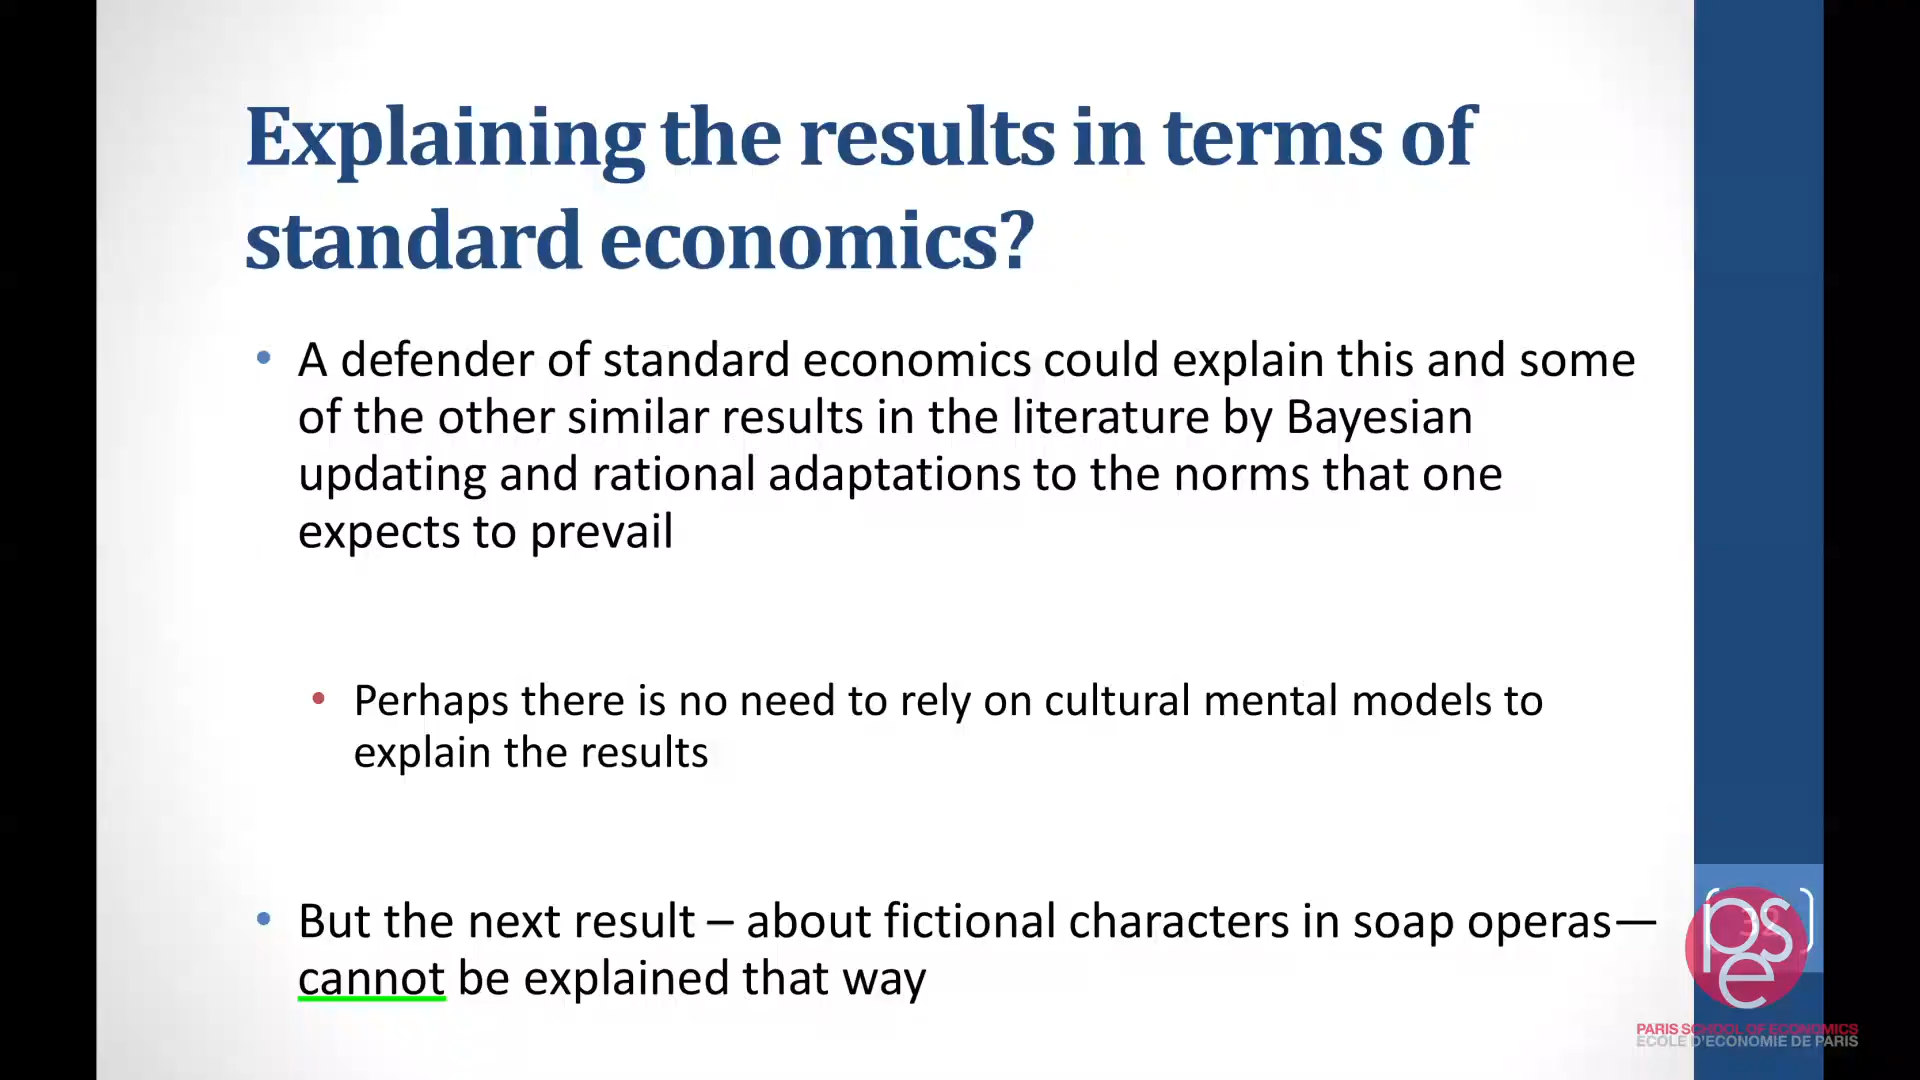 Explaining the results in terms of
standard economics?
• A defender of standard economics could explain this and some
of the other similar results in the literature by Bayesian
updating and rational adaptations to the norms that one
expects to prevail
• Perhaps there is no need to rely on cultural mental models to
explain the results
• But the next result – about fictional characters in soap operas—
cannot be explained that way
pse
PARIS SCHOOL OF ECONOMICS
ECOLE D'ECONOMIE DE PARIS